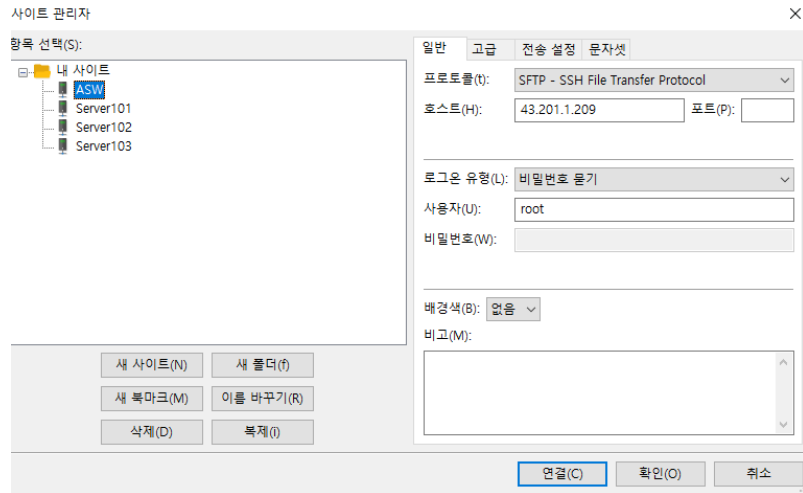 사이트 관리자
항목 선택(S):
내 사이트
ASW
Server101
Server102
Server103
새 사이트(N) 새 폴더(f)
새 북마크(M) 이름 바꾸기(R)
삭제(D) 복제(I)
일반 고급 전송 설정 문자셋
프로토콜(t): SFTP - SSH File Transfer Protocol
호스트(H): 43.201.1.209 포트(P):
로그온 유형(L): 비밀번호 묻기
사용자(U): root
비밀번호(W):
배경색(B): 없음
비고(M):
연결(C) 확인(O) 취소